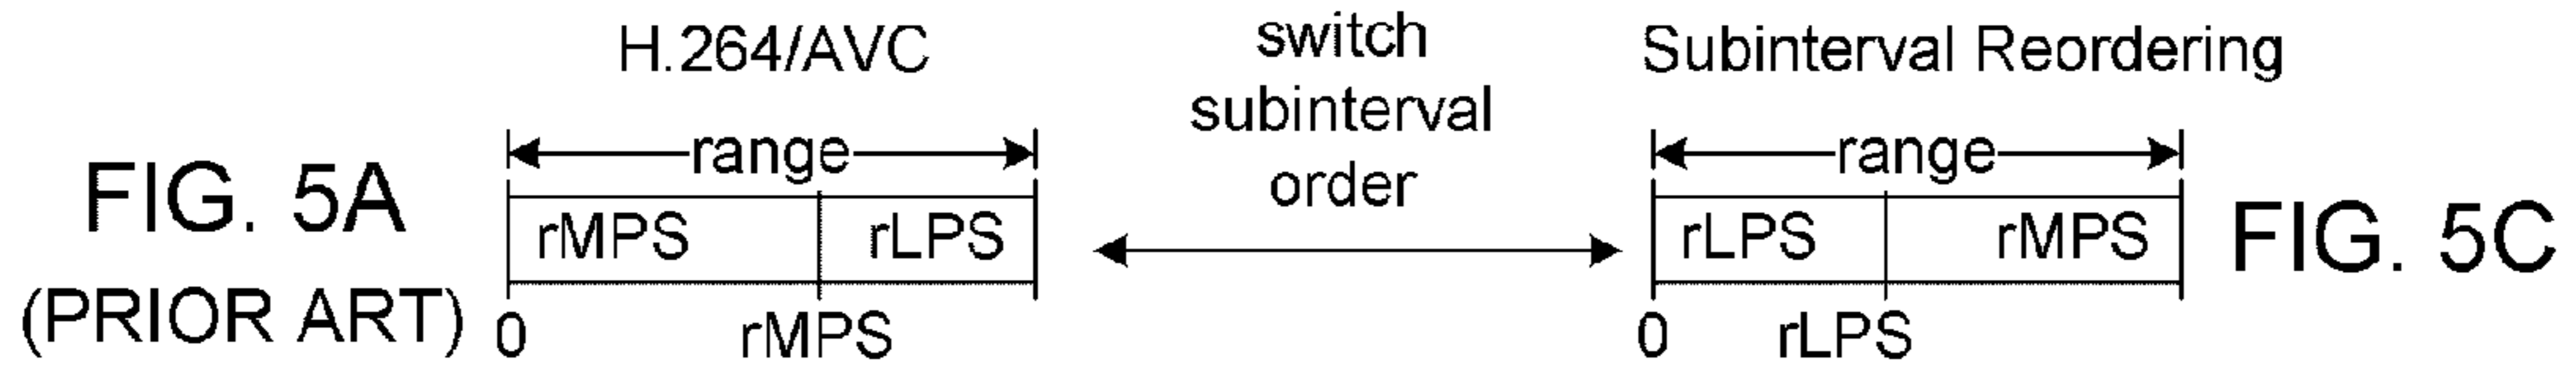 H.264/AVC
switch
subinterval
order
Subinterval Reordering
FIG. 5A
(PRIOR ART)
range
rMPS rLPS
0 rMPS
range
rLPS rMPS
0 rLPS
FIG. 5C